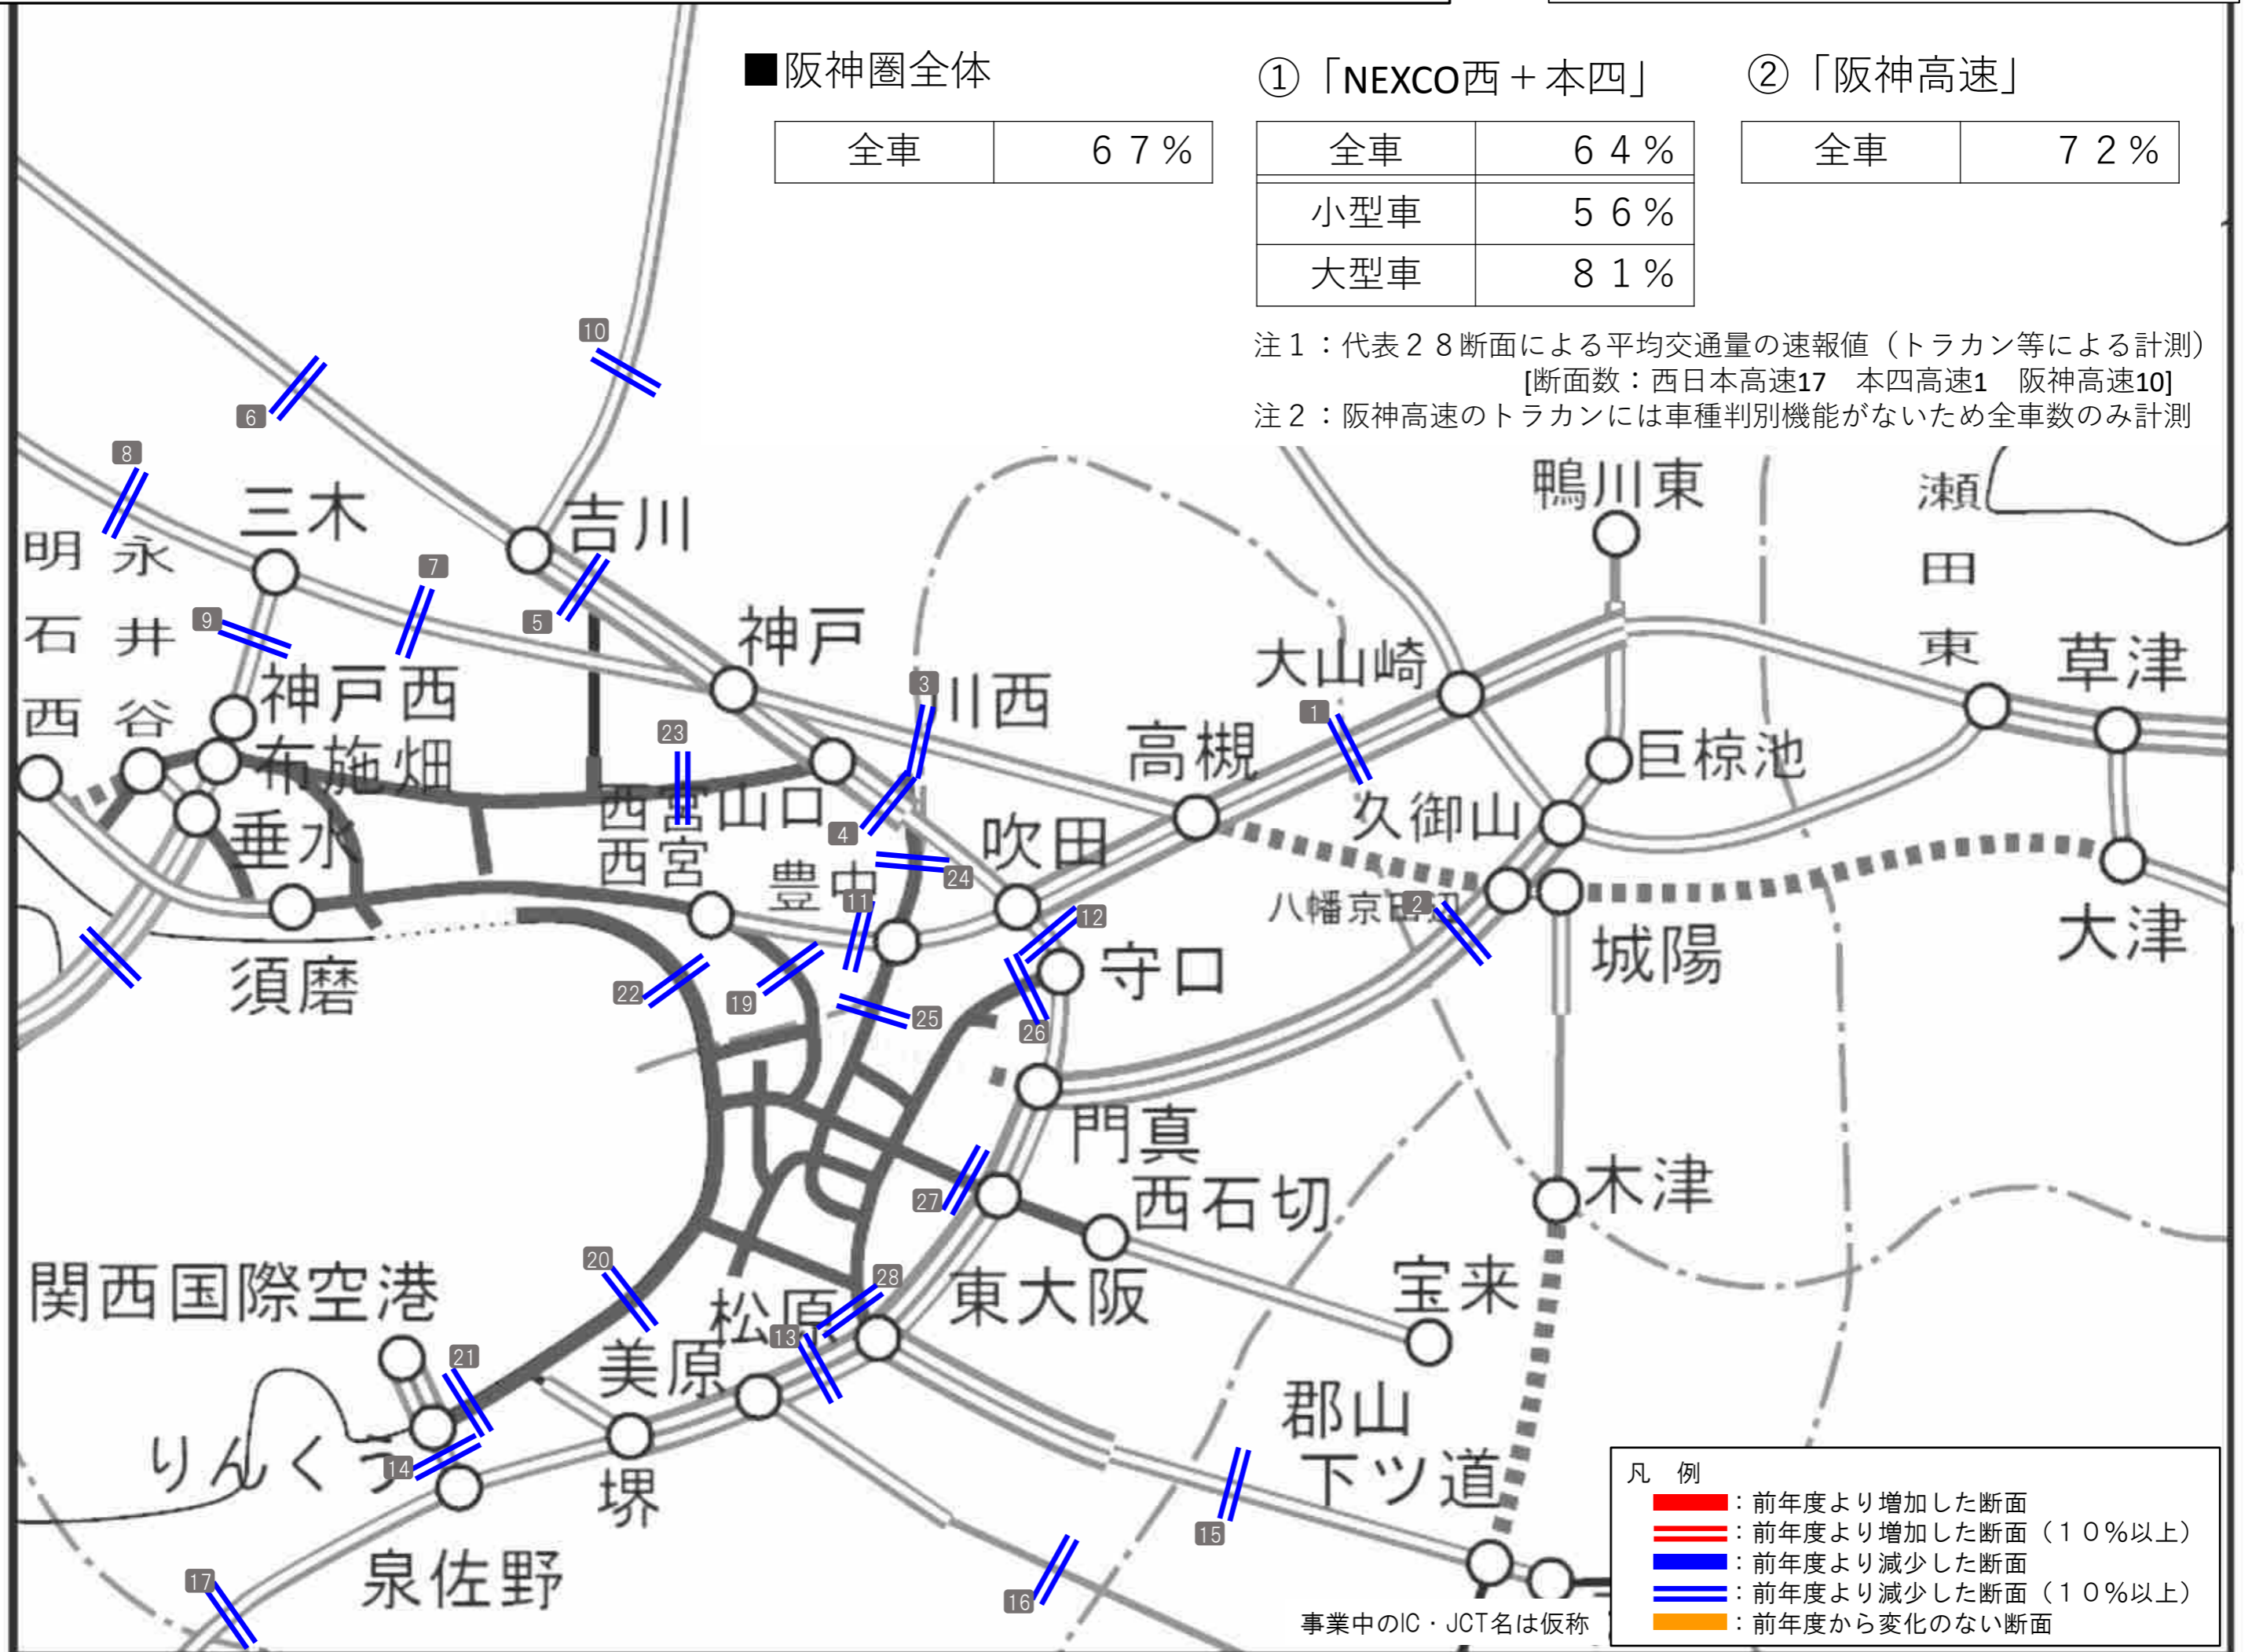 ■阪神圏全体
全車 ６７%
①「NEXCO西＋本四」
全車 ６４%
小型車 ５６%
大型車 ８１%
②「阪神高速」
全車 ７２%
注１：代表２８断面による平均交通量の速報値（トラカン等による計測）
[断面数：西日本高速17　本四高速1　阪神高速10]
注２：阪神高速のトラカンには車種判別機能がないため全車数のみ計測
10
6
8
三木
吉川
鴨川東
瀬田東
明石西
永井谷
7
5
9
神戸
神戸西
3
川西
大山崎
1
草津
布施畑
23
高槻
巨椋池
西宮山口
4
垂水
西宮
吹田
久御山
豊中
24
11
12
八幡京田辺
2
大津
城陽
須磨
22
19
守口
25
26
門真
木津
27
西石切
関西国際空港
20
28
松原
東大阪
宝来
13
21
美原
りんくう
14
堺
郡山
下ツ道
15
17
泉佐野
16
事業中のIC・JCT名は仮称
凡　例
：前年度より増加した断面
：前年度より増加した断面（１０%以上）
：前年度より減少した断面
：前年度より減少した断面（１０%以上）
：前年度から変化のない断面